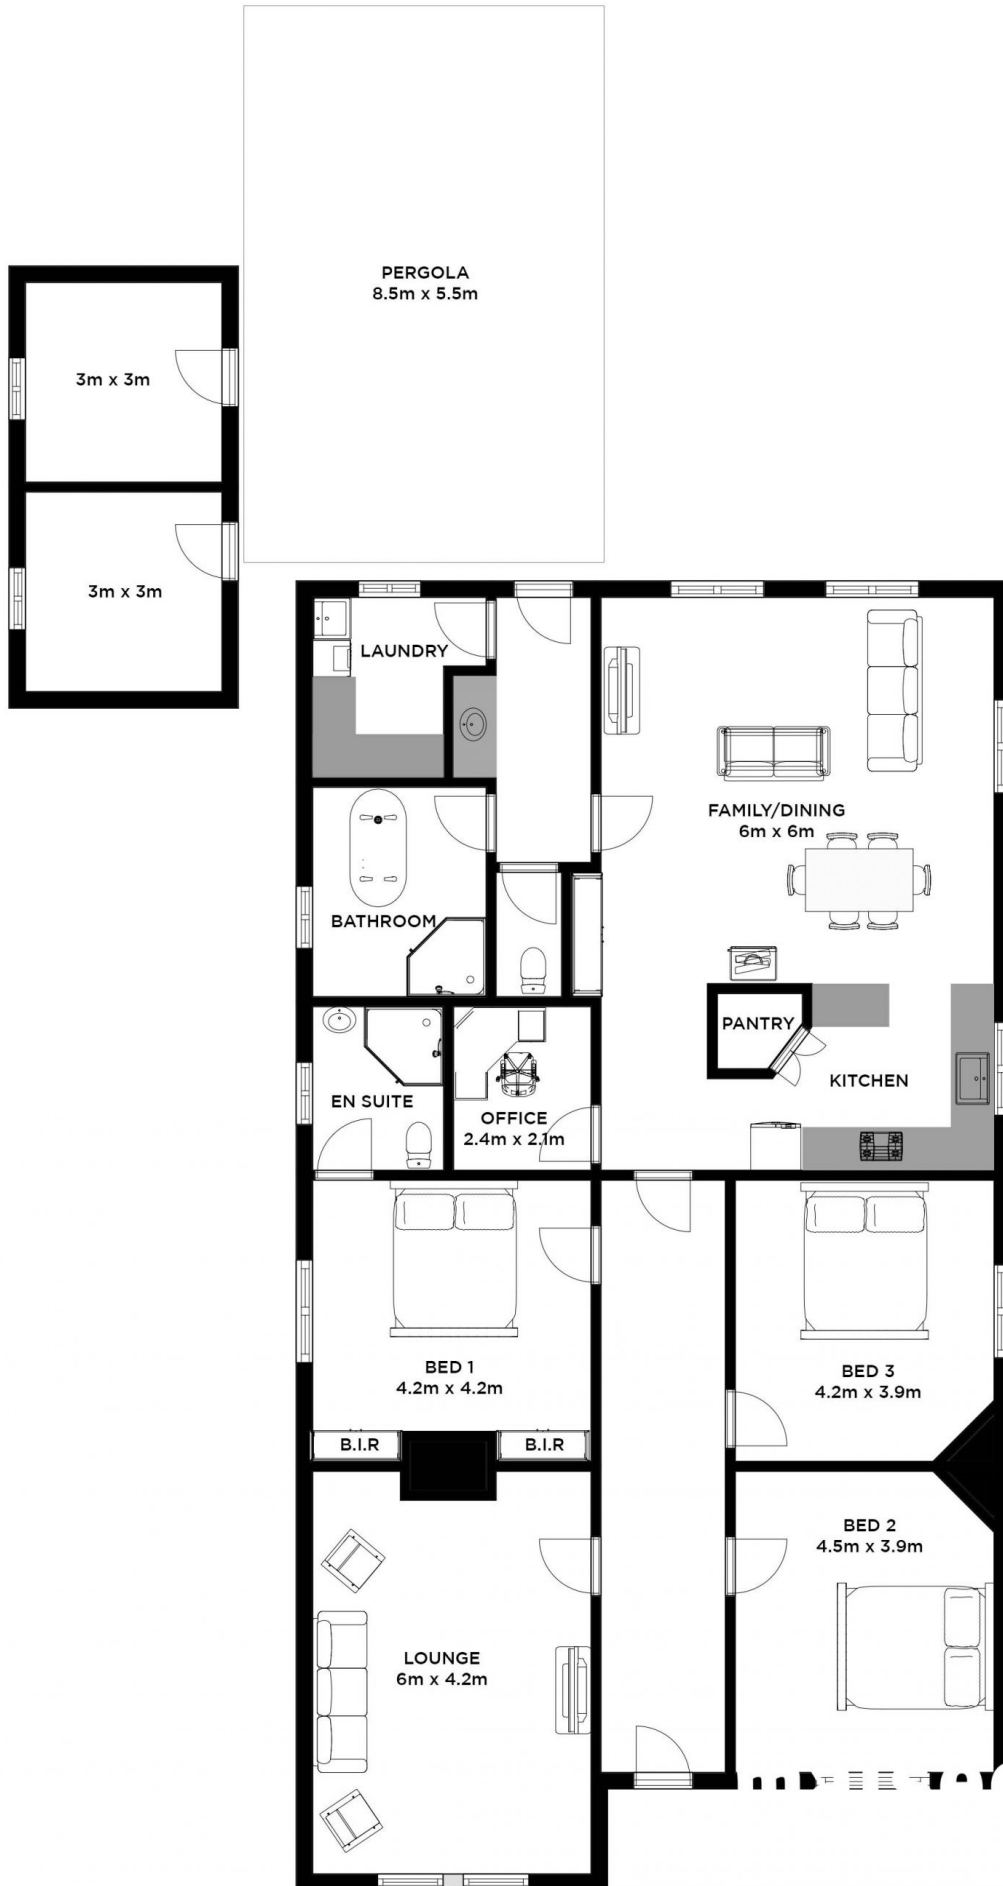 PERGOLA
8.5m x 5.5m
3m x 3m
3m x 3m
LAUNDRY
FAMILY/DINING
6m x 6m
BATHROOM
PANTRY
KITCHEN
EN SUITE
OFFICE
2.4m x 2.1m
BED 1
4.2m x 4.2m
BED 3
4.2m x 3.9m
B.I.R
B.I.R
BED 2
4.5m x 3.9m
LOUNGE
6m x 4.2m